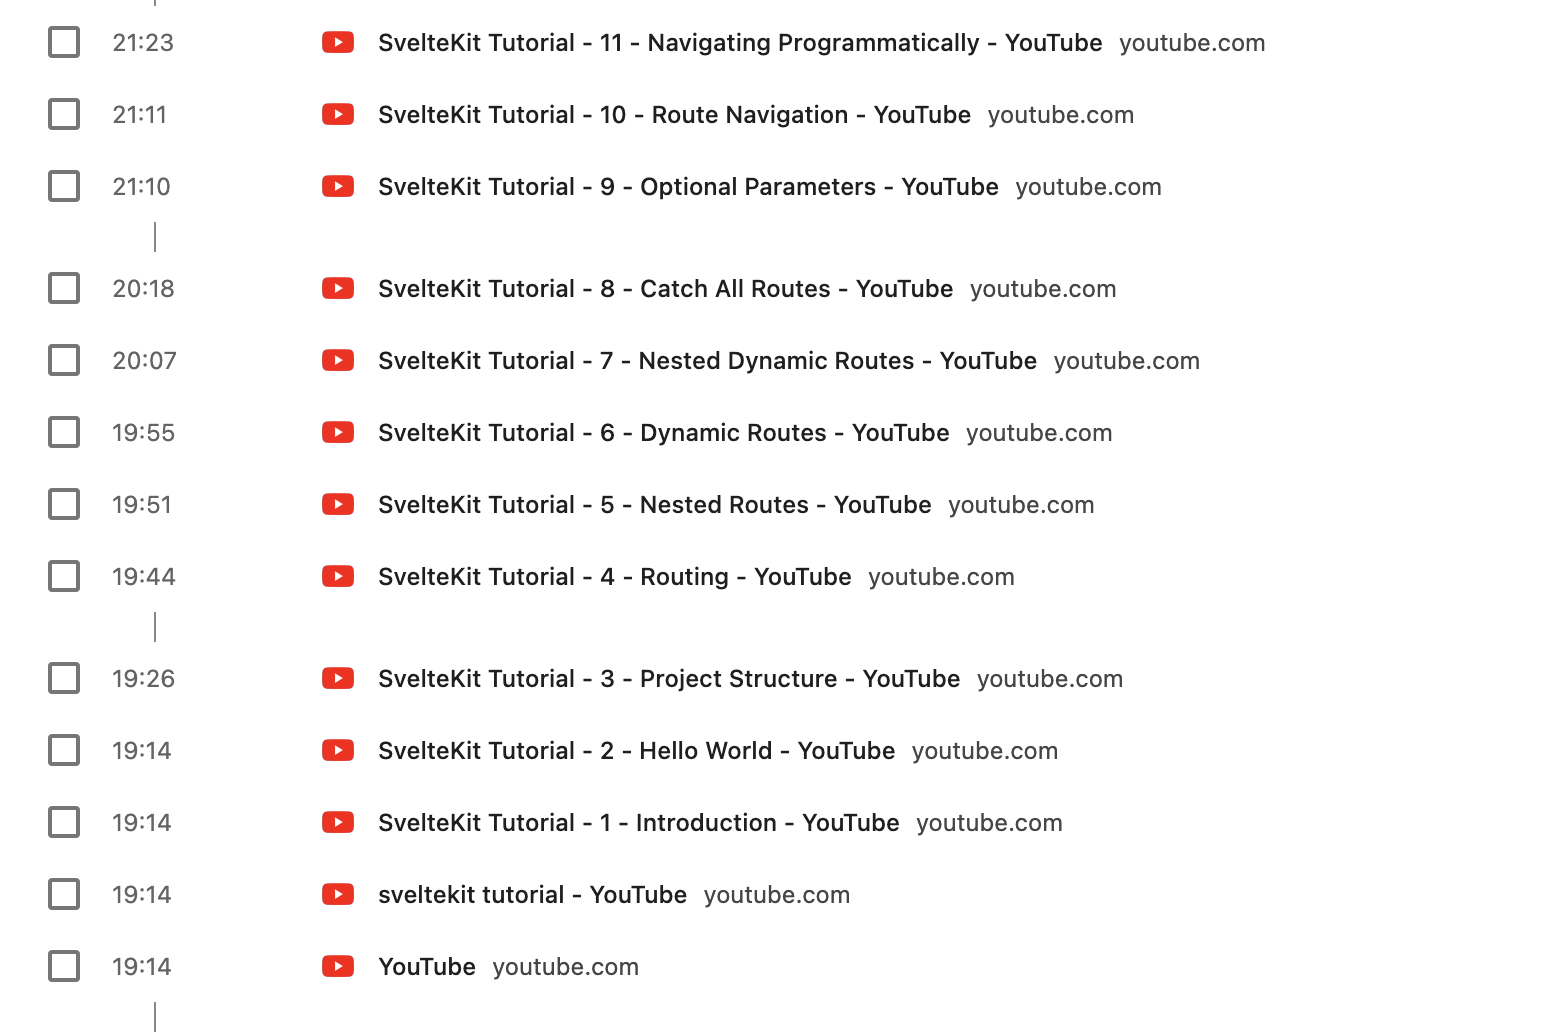 21:23 SvelteKit Tutorial - 11 - Navigating Programmatically - YouTube youtube.com
21:11 SvelteKit Tutorial - 10 - Route Navigation - YouTube youtube.com
21:10 SvelteKit Tutorial - 9 - Optional Parameters - YouTube youtube.com
20:18 SvelteKit Tutorial - 8 - Catch All Routes - YouTube youtube.com
20:07 SvelteKit Tutorial - 7 - Nested Dynamic Routes - YouTube youtube.com
19:55 SvelteKit Tutorial - 6 - Dynamic Routes - YouTube youtube.com
19:51 SvelteKit Tutorial - 5 - Nested Routes - YouTube youtube.com
19:44 SvelteKit Tutorial - 4 - Routing - YouTube youtube.com
19:26 SvelteKit Tutorial - 3 - Project Structure - YouTube youtube.com
19:14 SvelteKit Tutorial - 2 - Hello World - YouTube youtube.com
19:14 SvelteKit Tutorial - 1 - Introduction - YouTube youtube.com
19:14 sveltekit tutorial - YouTube youtube.com
19:14 YouTube youtube.com